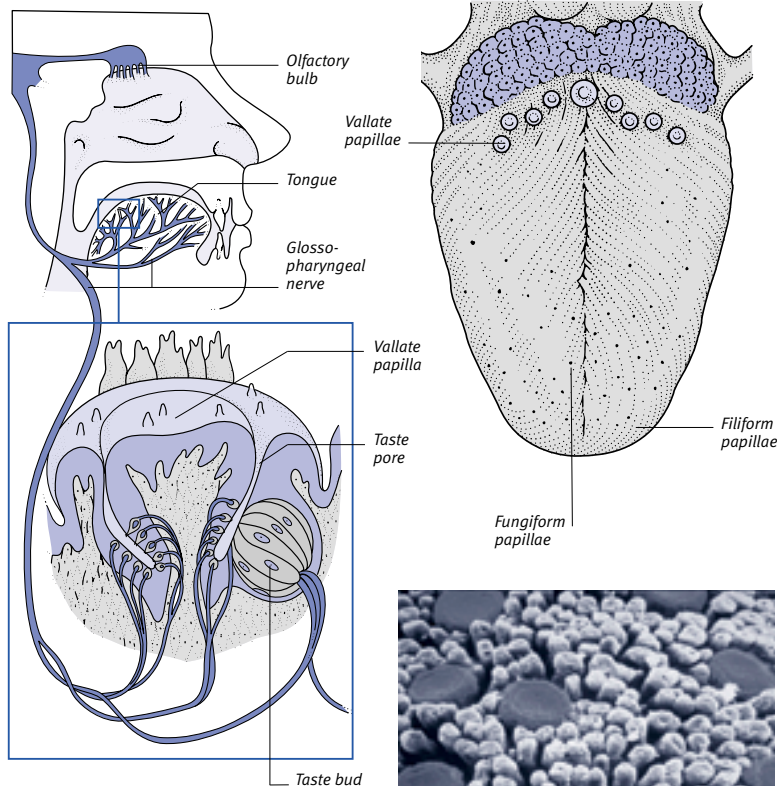 Olfactory
bulb
Tongue
Glosso-
pharyngeal
nerve
Vallate
papilla
Taste
pore
Taste bud
Vallate
papillae
Filiform
papillae
Fungiform
papillae